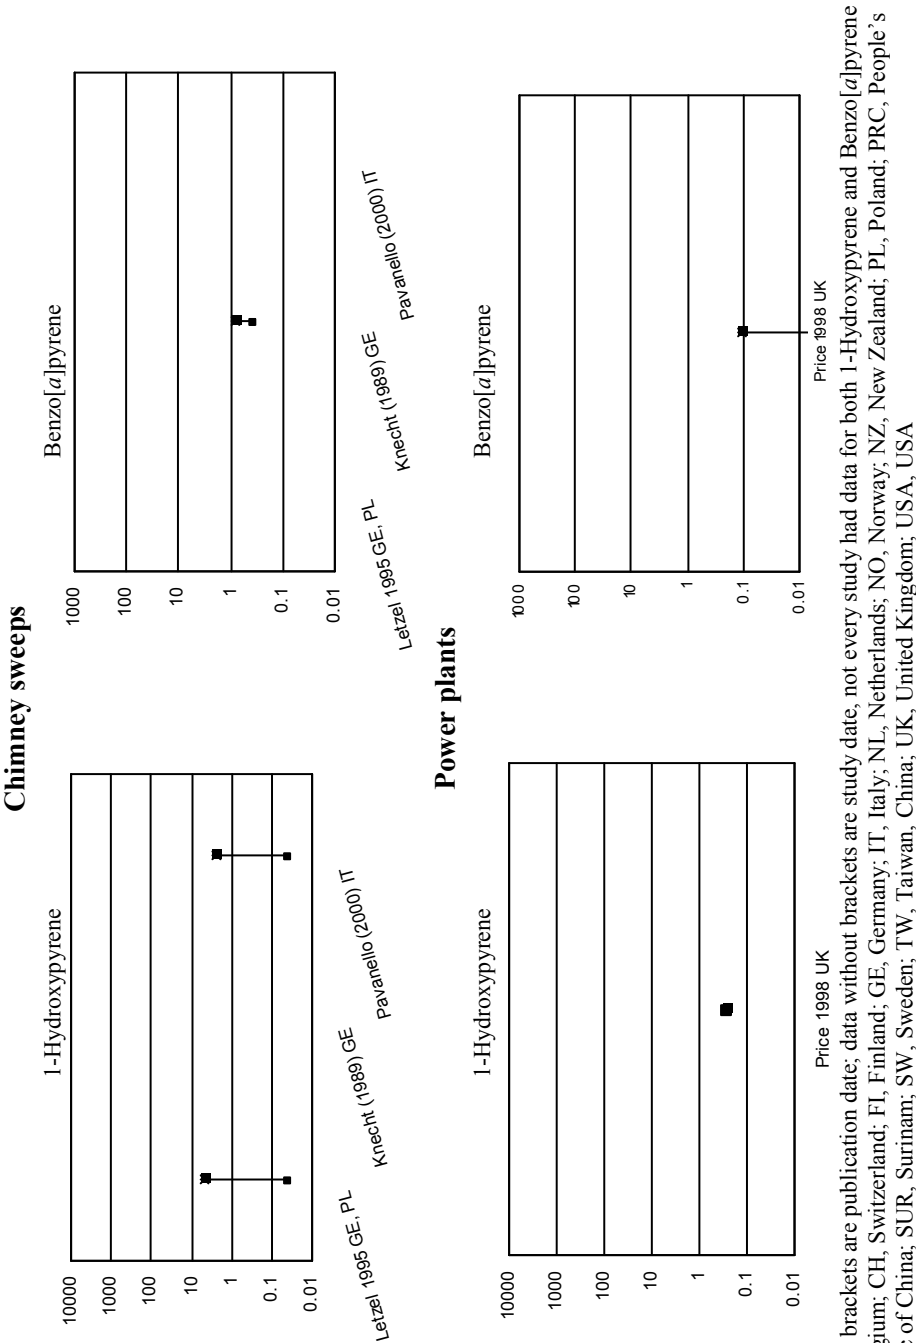 Chimney sweeps
1-Hydroxypyrene
10000
1000
100
10
1
0.1
0.01
Letzel 1995 GE, PL
Knecht (1989) GE
Pavanello (2000) IT
Benzo[a]pyrene
1000
100
10
1
0.1
0.01
Letzel 1995 GE, PL
Knecht (1989) GE
Pavanello (2000) IT
Power plants
1-Hydroxypyrene
10000
1000
100
10
1
0.1
0.01
Price 1998 UK
Benzo[a]pyrene
1000
100
10
1
0.1
0.01
Price 1998 UK
brackets are publication date; data without brackets are study date, not every study had data for both 1-Hydroxypyrene and Benzo[a]pyrene
gium; CH, Switzerland; FI, Finland; GE, Germany; IT, Italy; NL, Netherlands; NO, Norway; NZ, New Zealand; PL, Poland; PRC, People's
of China; SUR, Surinam; SW, Sweden; TW, Taiwan, China; UK, United Kingdom; USA, USA